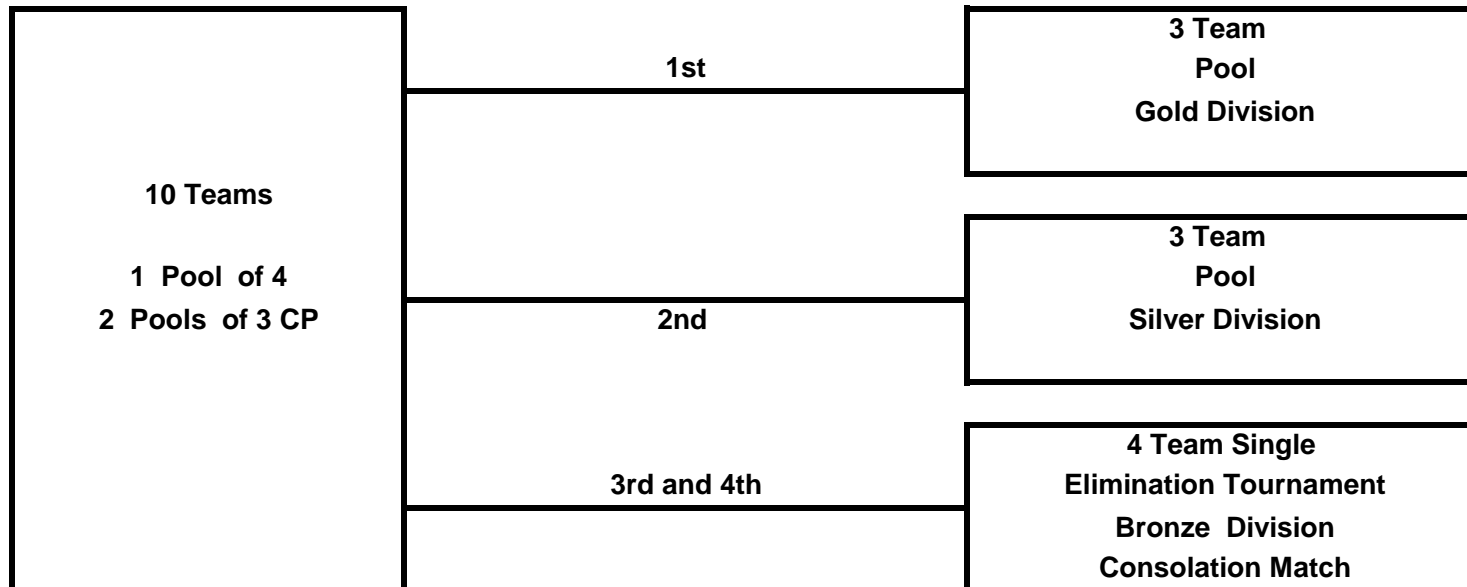 10 Teams
1 Pool of 4
2 Pools of 3 CP
1st
2nd
3rd and 4th
3 Team
Pool
Gold Division
3 Team
Pool
Silver Division
4 Team Single
Elimination Tournament
Bronze Division
Consolation Match